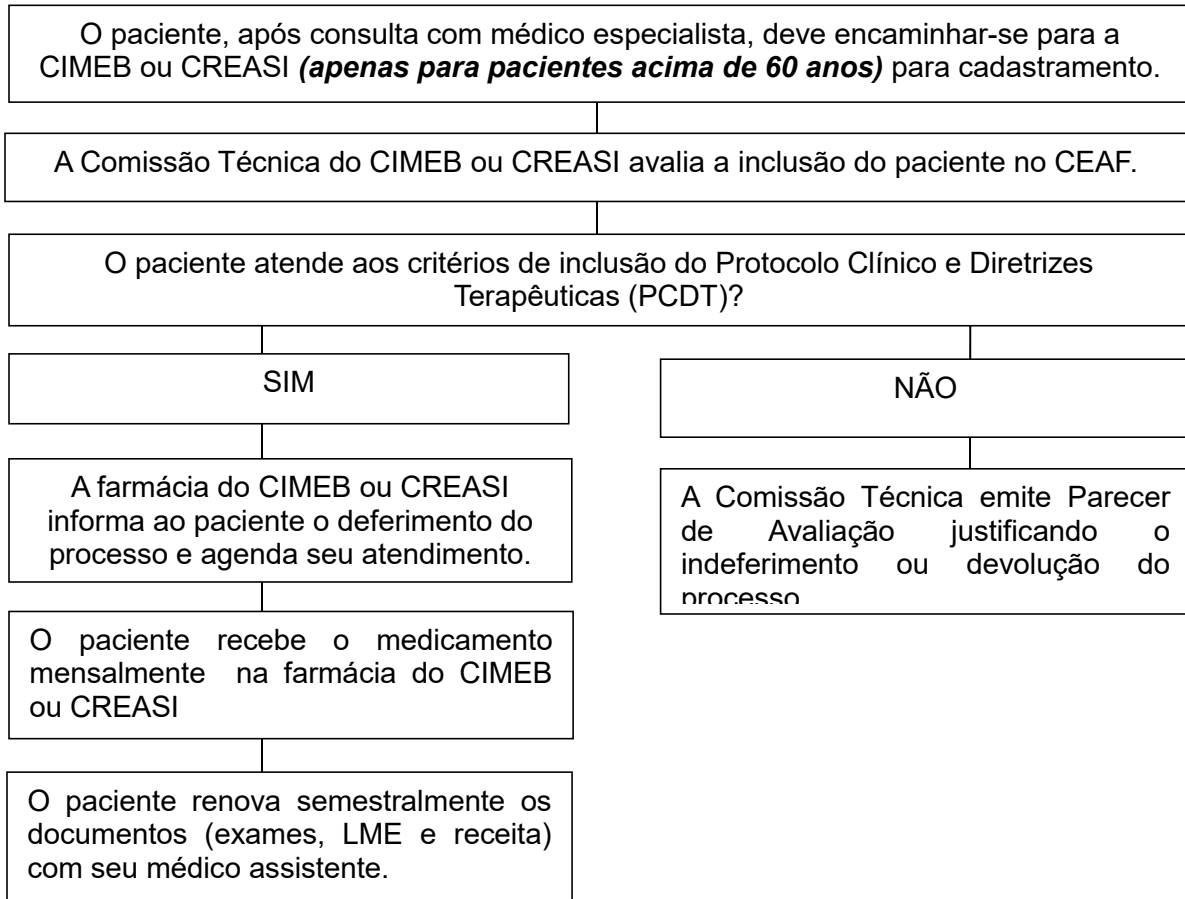 O paciente, após consulta com médico especialista, deve encaminhar-se para a
CIMEB ou CREASI (apenas para pacientes acima de 60 anos) para cadastramento.
A Comissão Técnica do CIMEB ou CREASI avalia a inclusão do paciente no CEAF.
O paciente atende aos critérios de inclusão do Protocolo Clínico e Diretrizes
Terapêuticas (PCDT)?
SIM
A farmácia do CIMEB ou CREASI
informa ao paciente o deferimento do
processo e agenda seu atendimento.
O paciente recebe o medicamento
mensalmente na farmácia do CIMEB
ou CREASI
O paciente renova semestralmente os
documentos (exames, LME e receita)
com seu médico assistente.
NÃO
A Comissão Técnica emite Parecer
de Avaliação justificando o
indeferimento ou devolução do
processo